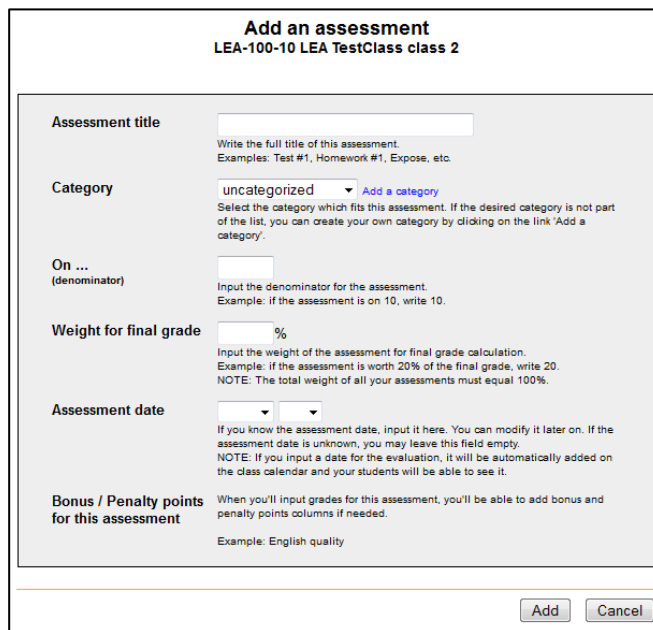 Add an assessment
LEA-100-10 LEA TestClass class 2
Assessment title
Write the full title of this assessment.
Examples: Test #1, Homework #1, Expose, etc.
Category
uncategorized Add a category
Select the category which fits this assessment. If the desired category is not part
of the list, you can create your own category by clicking on the link 'Add a
category'.
On ...
(denominator)
Input the denominator for the assessment.
Example: if the assessment is on 10, write 10.
Weight for final grade %
Input the weight of the assessment for final grade calculation.
Example: if the assessment is worth 20% of the final grade, write 20.
NOTE: The total weight of all your assessments must equal 100%.
Assessment date
If you know the assessment date, input it here. You can modify it later on. If the
assessment date is unknown, you may leave this field empty.
NOTE: If you input a date for the evaluation, it will be automatically added on
the class calendar and your students will be able to see it.
Bonus / Penalty points
for this assessment
When you'll input grades for this assessment, you'll be able to add bonus and
penalty points columns if needed.
Example: English quality
Add Cancel